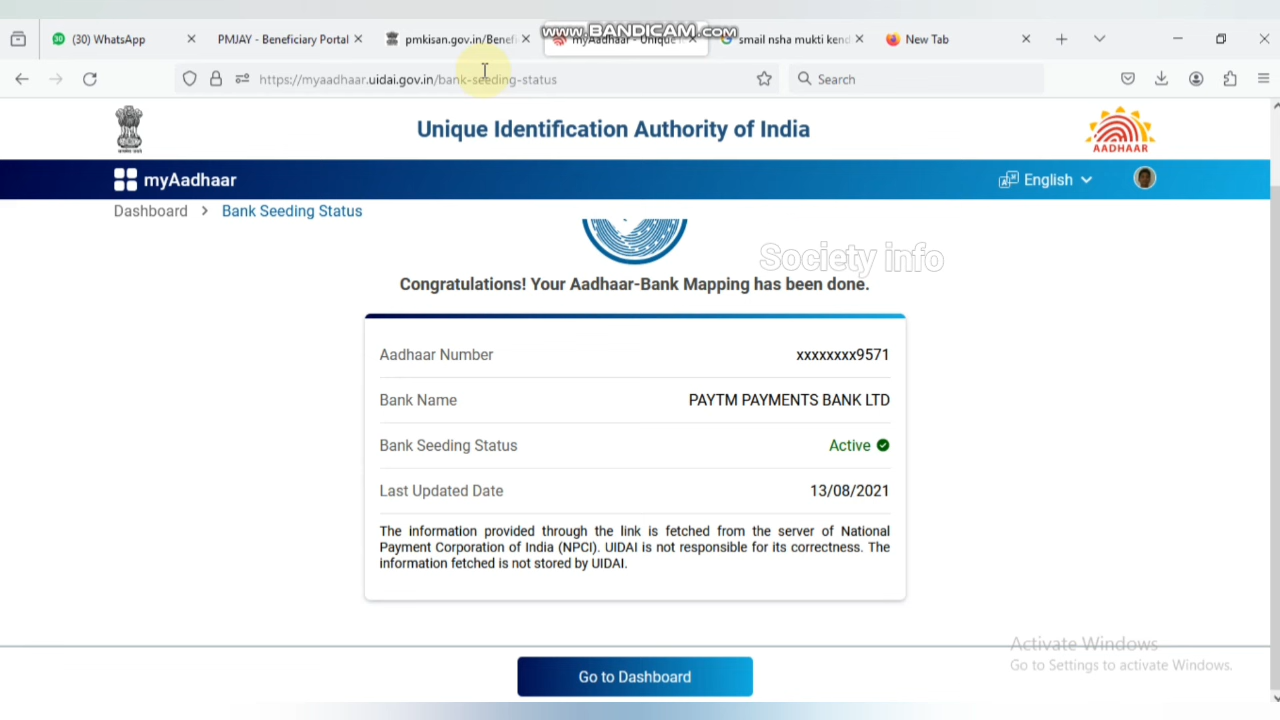 www.BANDICAM.com
(30) WhatsApp
PMJAY - Beneficiary Portal
pmkisan.gov.in/Benefi
myAadhaar - Unique
smail nsha mukti kend
New Tab
https://myaadhaar.uidai.gov.in/bank-seeding-status
Search
Unique Identification Authority of India
AADHAAR
myAadhaar
English
Dashboard > Bank Seeding Status
Society info
Congratulations! Your Aadhaar-Bank Mapping has been done.
Aadhaar Number xxxxxxxx9571
Bank Name PAYTM PAYMENTS BANK LTD
Bank Seeding Status Active
Last Updated Date 13/08/2021
The information provided through the link is fetched from the server of National
Payment Corporation of India (NPCI). UIDAI is not responsible for its correctness. The
information fetched is not stored by UIDAI.
Activate Windows
Go to Settings to activate Windows.
Go to Dashboard